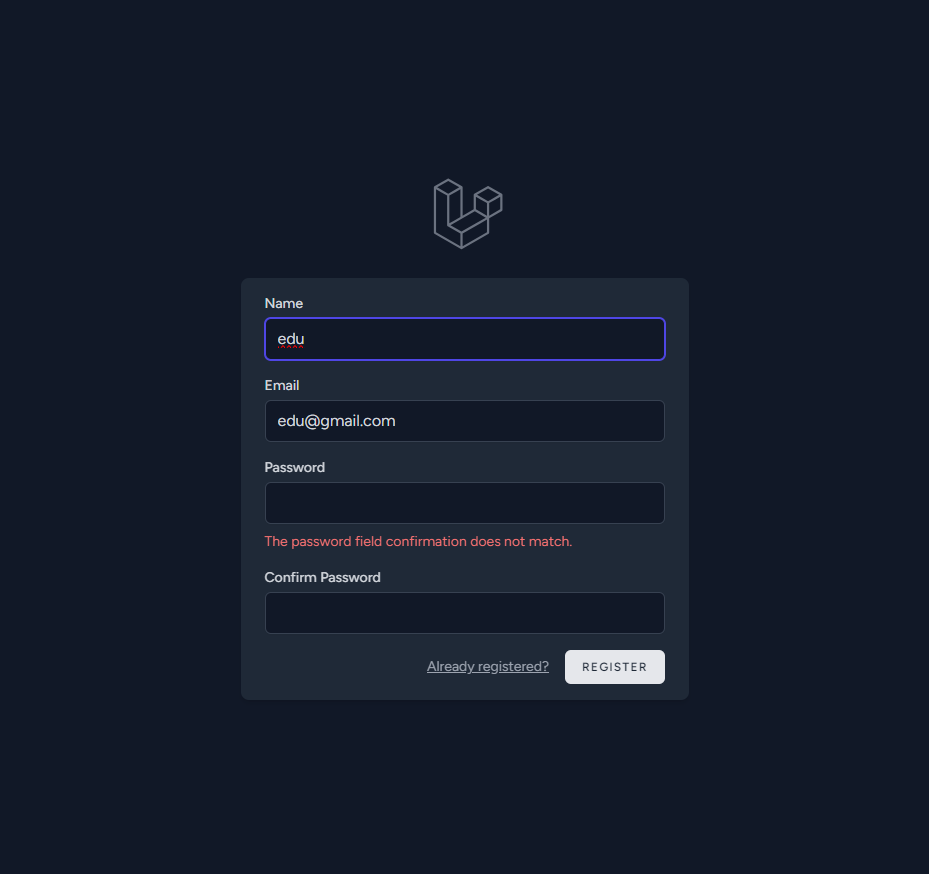 Name
edu
Email
edu@gmail.com
Password
The password field confirmation does not match.
Confirm Password
Already registered? REGISTER